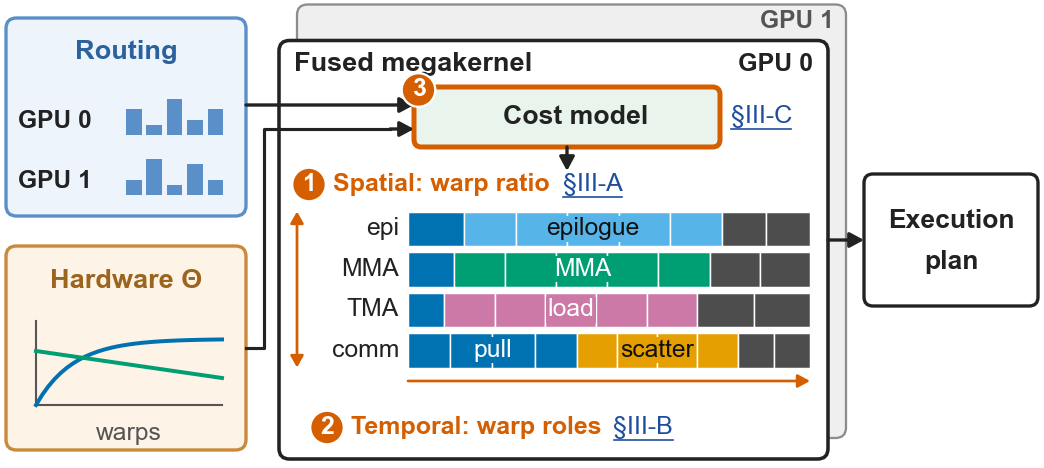 GPU 1
Routing
GPU 0
GPU 1
Hardware Θ
warps
Fused megakernel
GPU 0
3
Cost model
§III-C
1 Spatial: warp ratio §III-A
epi
epilogue
MMA
MMA
TMA
load
comm
pull
scatter
2 Temporal: warp roles §III-B
Execution
plan